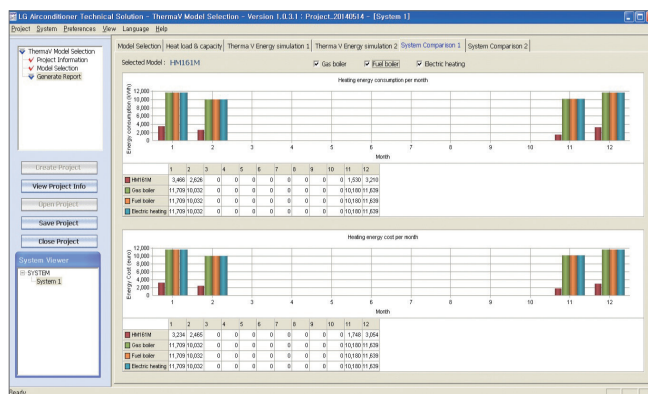 LG Airconditioner Technical Solution - ThermaV Model Selection - Version 1.0.3.1 : Project_20140514 - [System 1]
Project System Preferences View Language Help
ThermaV Model Selection
Project Information
Model Selection
Generate Report
Create Project
View Project Info
Open Project
Save Project
Close Project
System Viewer
SYSTEM
System 1
Model Selection Heat load & capacity Therma V Energy simulation 1 Therma V Energy simulation 2 System Comparison 1 System Comparison 2
Selected Model : HM161M Gas boiler Fuel boiler Electric heating
Heating energy consumption per month
Energy consumption (kWh)
12,000
10,000
8,000
6,000
4,000
2,000
0
1 2 3 4 5 6 7 8 9 10 11 12
Month
1 2 3 4 5 6 7 8 9 10 11 12
HM161M 3,466 2,626 0 0 0 0 0 0 0 0 1,530 3,210
Gas boiler 11,709 10,032 0 0 0 0 0 0 0 0 10,180 11,639
Fuel boiler 11,709 10,032 0 0 0 0 0 0 0 0 10,180 11,639
Electric heating 11,709 10,032 0 0 0 0 0 0 0 0 10,180 11,639
Heating energy cost per month
Energy Cost (euro)
12,000
10,000
8,000
6,000
4,000
2,000
0
1 2 3 4 5 6 7 8 9 10 11 12
Month
1 2 3 4 5 6 7 8 9 10 11 12
HM161M 3,234 2,465 0 0 0 0 0 0 0 0 1,748 3,054
Gas boiler 11,709 10,032 0 0 0 0 0 0 0 0 10,180 11,639
Fuel boiler 11,709 10,032 0 0 0 0 0 0 0 0 10,180 11,639
Electric heating 11,709 10,032 0 0 0 0 0 0 0 0 10,180 11,639
Ready